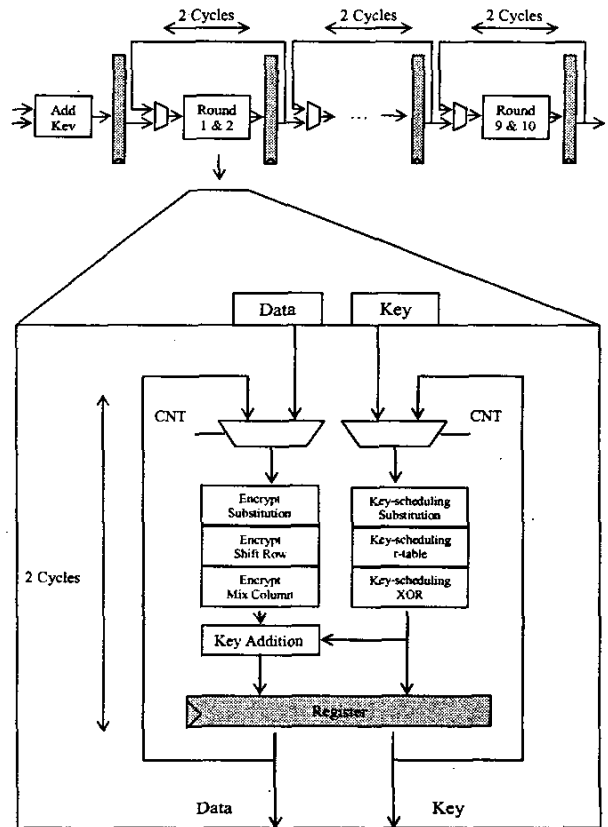 2 Cycles
2 Cycles
2 Cycles
Add
Key
Round
1 & 2
...
Round
9 & 10
Data
Key
CNT
CNT
Encrypt
Substitution
Key-scheduling
Substitution
Encrypt
Shift Row
Key-scheduling
r-table
2 Cycles
Encrypt
Mix Column
Key-scheduling
XOR
Key Addition
Register
Data
Key